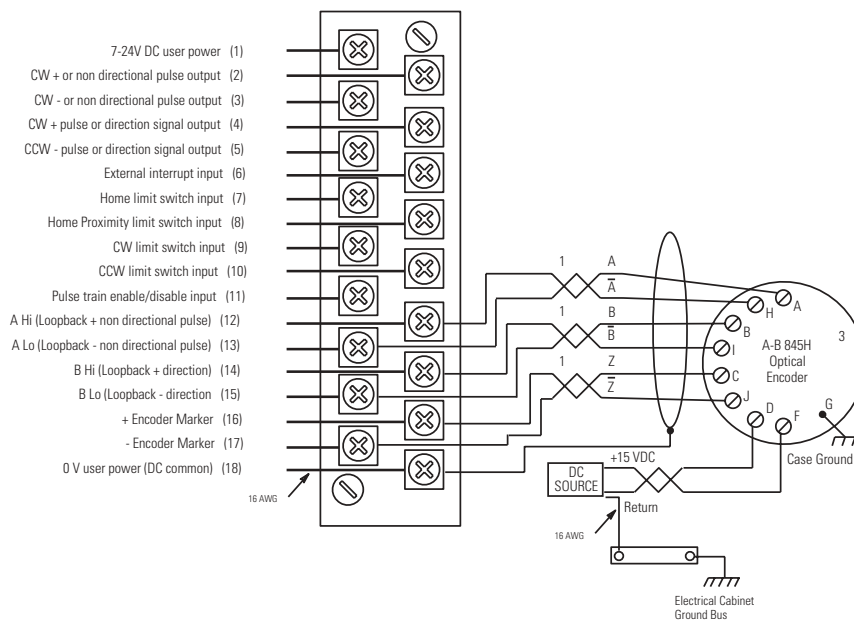 7-24V DC user power (1)
CW + or non directional pulse output (2)
CW - or non directional pulse output (3)
CW + pulse or direction signal output (4)
CCW - pulse or direction signal output (5)
External interrupt input (6)
Home limit switch input (7)
Home Proximity limit switch input (8)
CW limit switch input (9)
CCW limit switch input (10)
Pulse train enable/disable input (11)
A Hi (Loopback + non directional pulse) (12)
A Lo (Loopback - non directional pulse) (13)
B Hi (Loopback + direction) (14)
B Lo (Loopback - direction (15)
+ Encoder Marker (16)
- Encoder Marker (17)
0 V user power (DC common) (18)
16 AWG
1 A
A̅
1 B
B̅
1 Z
Z̅
A
H
B
I
C
J
D
F
G
3
A-B 845H
Optical
Encoder
Case Ground
+15 VDC
DC
SOURCE
Return
16 AWG
Electrical Cabinet
Ground Bus